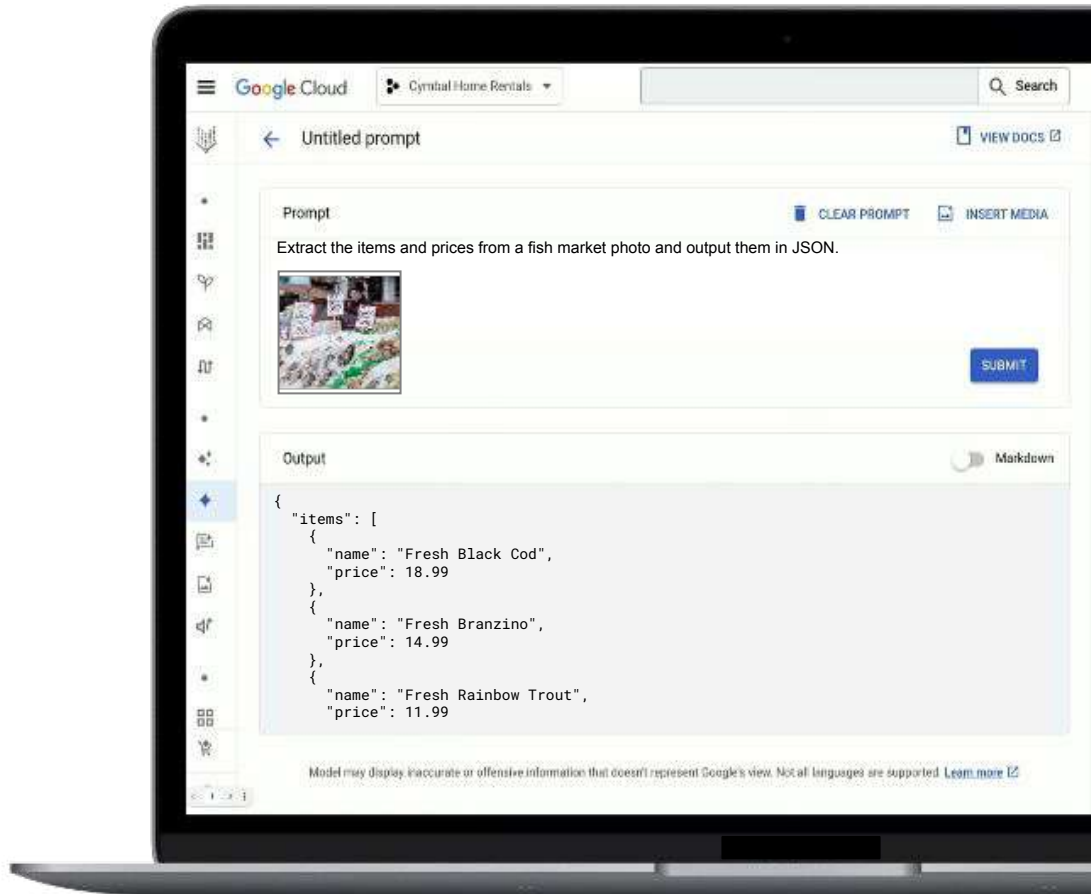 Google Cloud
Cymbal Home Rentals
Search
Untitled prompt
VIEW DOCS
Prompt
CLEAR PROMPT
INSERT MEDIA
Extract the items and prices from a fish market photo and output them in JSON.
SUBMIT
Output
Markdown
{
"items": [
{
"name": "Fresh Black Cod",
"price": 18.99
},
{
"name": "Fresh Branzino",
"price": 14.99
},
{
"name": "Fresh Rainbow Trout",
"price": 11.99
Model may display inaccurate or offensive information that doesn't represent Google's view. Not all languages are supported. Learn more